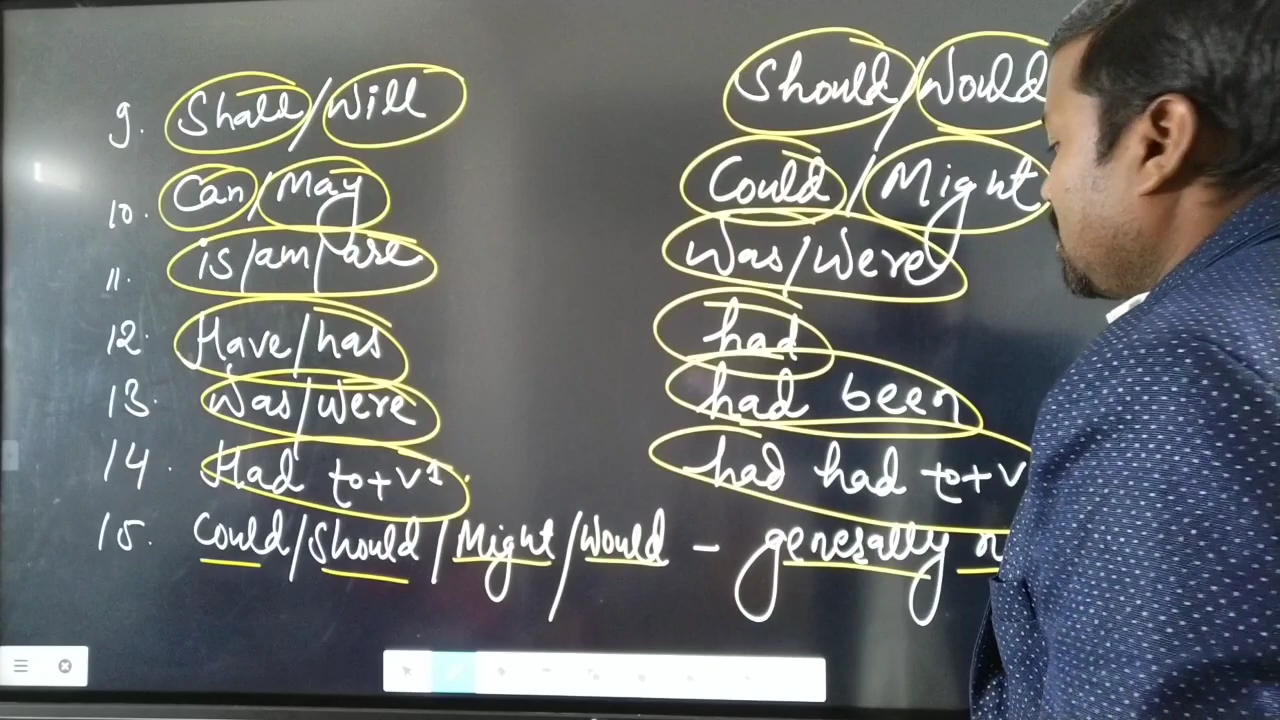 9. Shall/Will Should/Would
10. Can/May Could/Might
11. is/am/are Was/Were
12. Have/has had
13. Was/Were had been
14. Had to+V1 had had to+V
15. Could/Should/Might/Would - generally